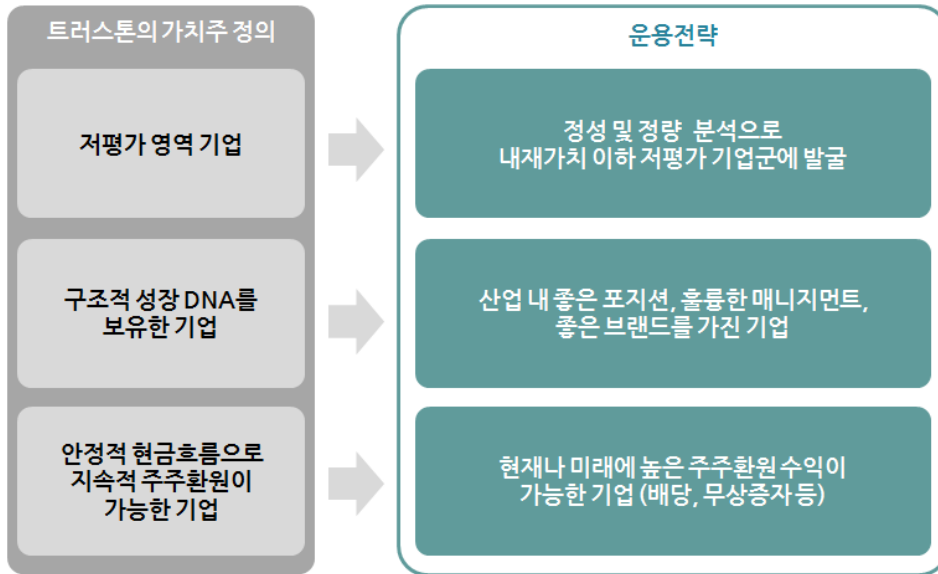 트러스톤의 가치주 정의
운용전략
저평가 영역 기업
정성 및 정량 분석으로
내재가치 이하 저평가 기업군에 발굴
구조적 성장 DNA를
보유한 기업
산업 내 좋은 포지션, 훌륭한 매니지먼트,
좋은 브랜드를 가진 기업
안정적 현금흐름으로
지속적 주주환원이
가능한 기업
현재나 미래에 높은 주주환원 수익이
가능한 기업 (배당, 무상증자 등)